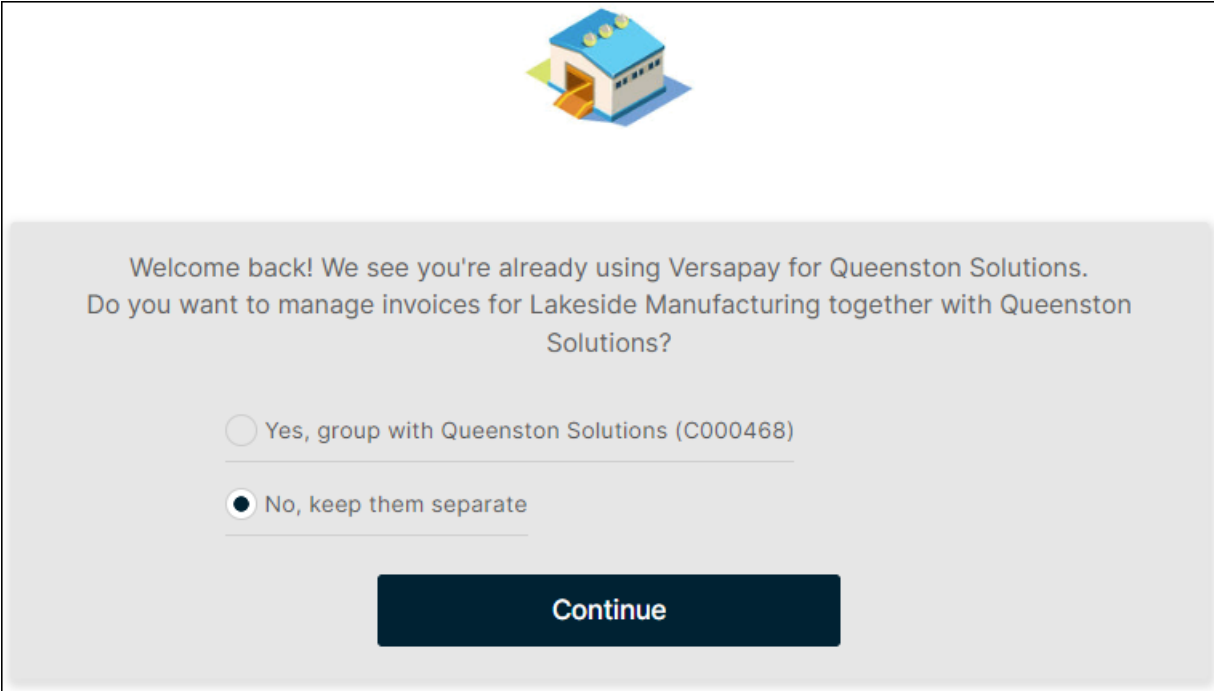 Welcome back! We see you're already using Versapay for Queenston Solutions.
Do you want to manage invoices for Lakeside Manufacturing together with Queenston
Solutions?
Yes, group with Queenston Solutions (C000468)
No, keep them separate
Continue